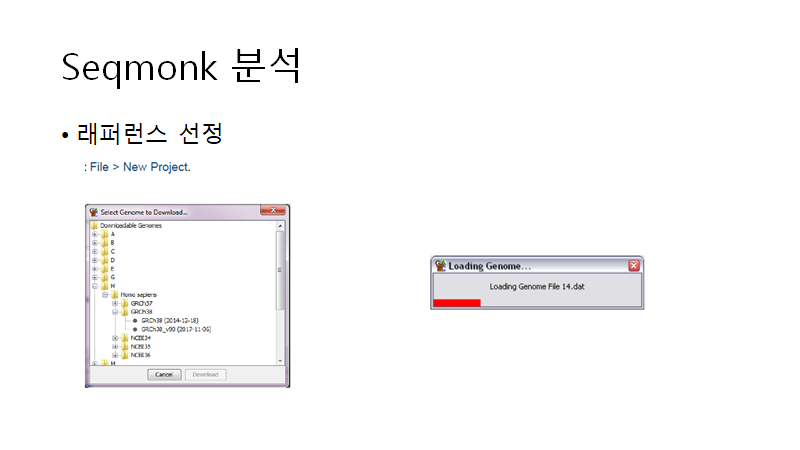 Seqmonk 분석
• 래퍼런스 선정
: File > New Project.
Select Genome to Download...
Downloadable Genomes
A
B
C
D
E
G
H
Homo sapiens
GRCh37
GRCh38
GRCh38 (2014-12-18)
GRCh38_v90 (2017-11-06)
NCBI34
NCBI35
NCBI36
M
Cancel Download
Loading Genome...
Loading Genome File 14.dat